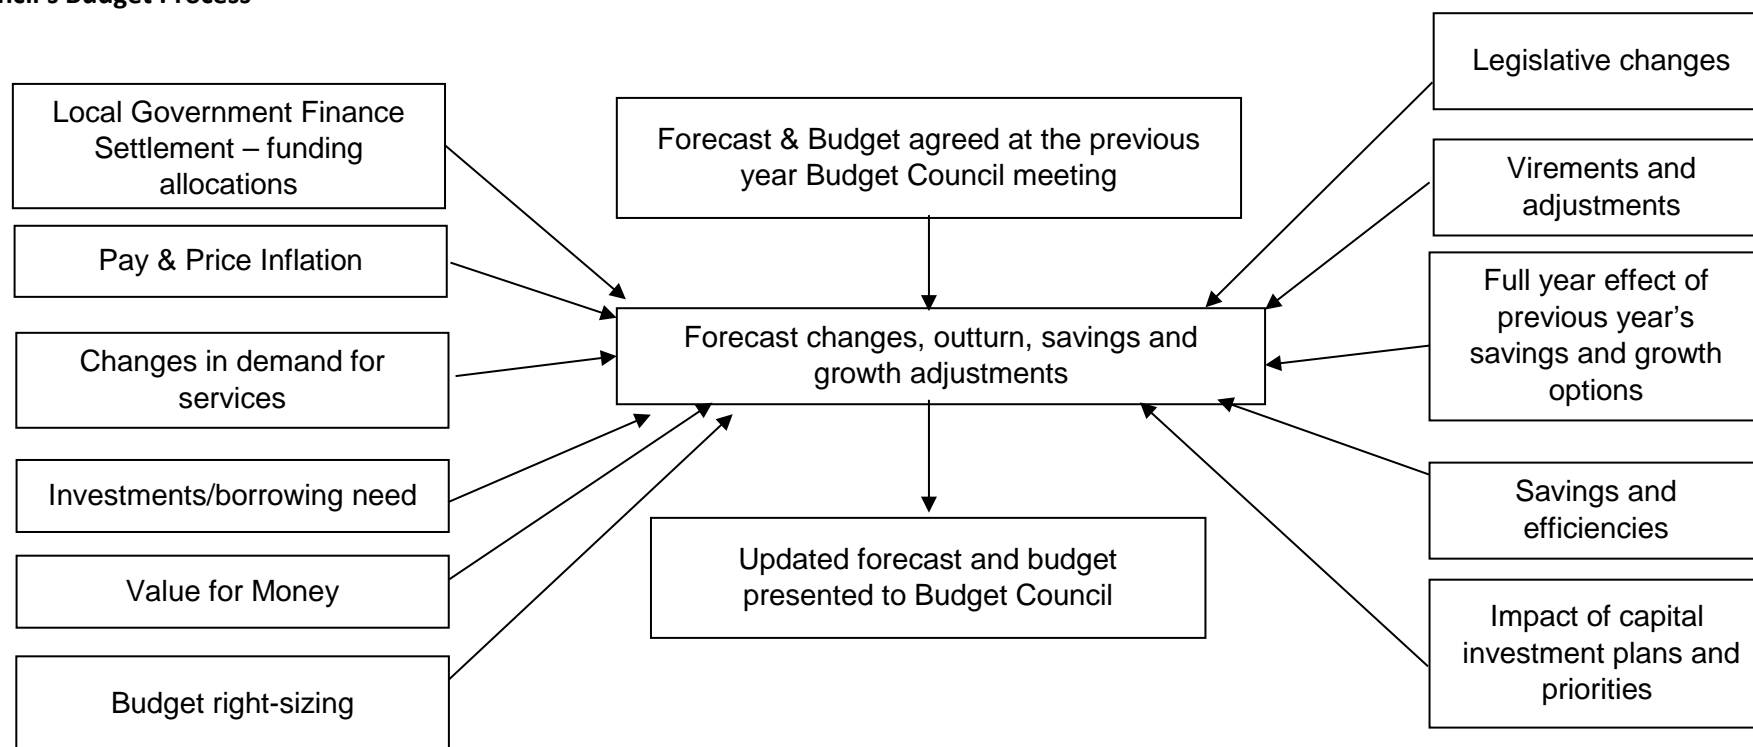 Budget Process
Legislative changes
Local Government Finance
Settlement – funding
allocations
Forecast & Budget agreed at the previous
year Budget Council meeting
Virements and
adjustments
Pay & Price Inflation
Full year effect of
previous year’s
savings and growth
options
Forecast changes, outturn, savings and
growth adjustments
Changes in demand for
services
Investments/borrowing need
Savings and
efficiencies
Updated forecast and budget
presented to Budget Council
Value for Money
Impact of capital
investment plans and
priorities
Budget right-sizing